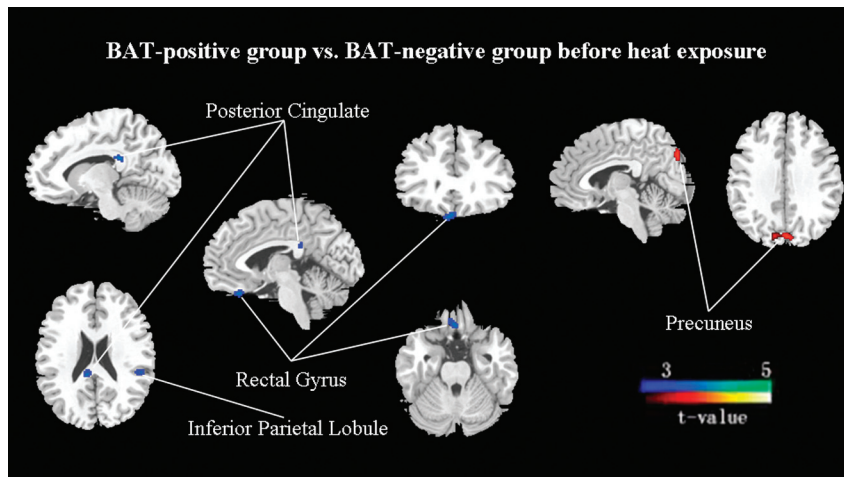 BAT-positive group vs. BAT-negative group before heat exposure
Posterior Cingulate
Precuneus
Rectal Gyrus
Inferior Parietal Lobule
3 5
t-value